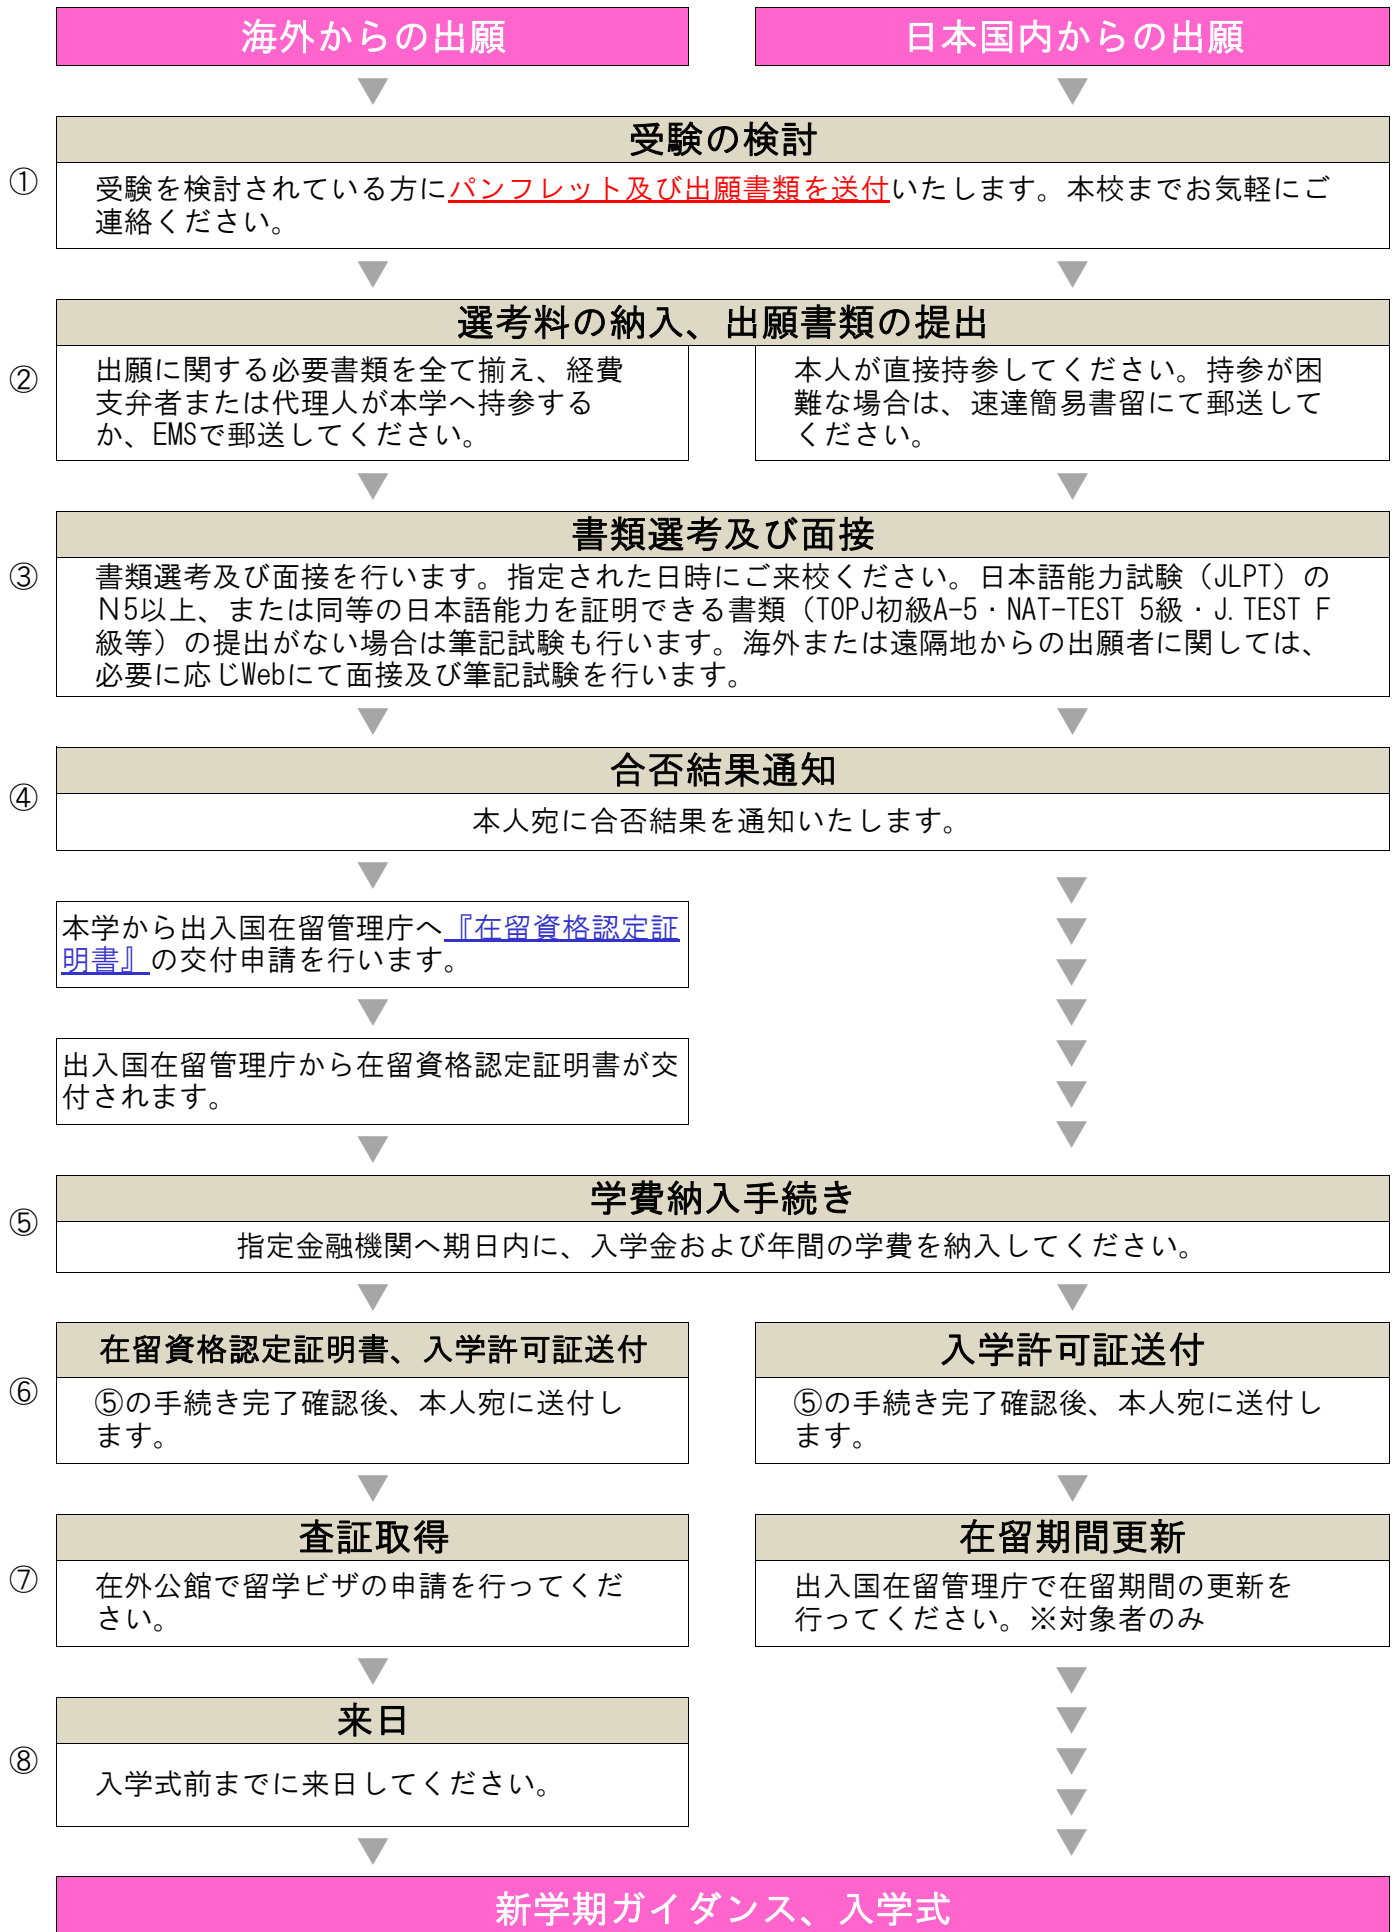 海外からの出願
日本国内からの出願
受験の検討
①
受験を検討されている方にパンフレット及び出願書類を送付いたします。本校までお気軽にご
連絡ください。
選考料の納入、出願書類の提出
②
出願に関する必要書類を全て揃え、経費
支弁者または代理人が本学へ持参する
か、EMSで郵送してください。
本人が直接持参してください。持参が困
難な場合は、速達簡易書留にて郵送して
ください。
書類選考及び面接
③
書類選考及び面接を行います。指定された日時にご来校ください。日本語能力試験（JLPT）の
Ｎ5以上、または同等の日本語能力を証明できる書類（TOPJ初級A-5・NAT-TEST 5級・J.TEST F
級等）の提出がない場合は筆記試験も行います。海外または遠隔地からの出願者に関しては、
必要に応じWebにて面接及び筆記試験を行います。
合否結果通知
④
本人宛に合否結果を通知いたします。
本学から出入国在留管理庁へ『在留資格認定証
明書』の交付申請を行います。
出入国在留管理庁から在留資格認定証明書が交
付されます。
学費納入手続き
⑤
指定金融機関へ期日内に、入学金および年間の学費を納入してください。
在留資格認定証明書、入学許可証送付
⑥
⑤の手続き完了確認後、本人宛に送付し
ます。
入学許可証送付
⑤の手続き完了確認後、本人宛に送付し
ます。
査証取得
⑦
在外公館で留学ビザの申請を行ってくだ
さい。
在留期間更新
出入国在留管理庁で在留期間の更新を
行ってください。※対象者のみ
来日
⑧
入学式前までに来日してください。
新学期ガイダンス、入学式